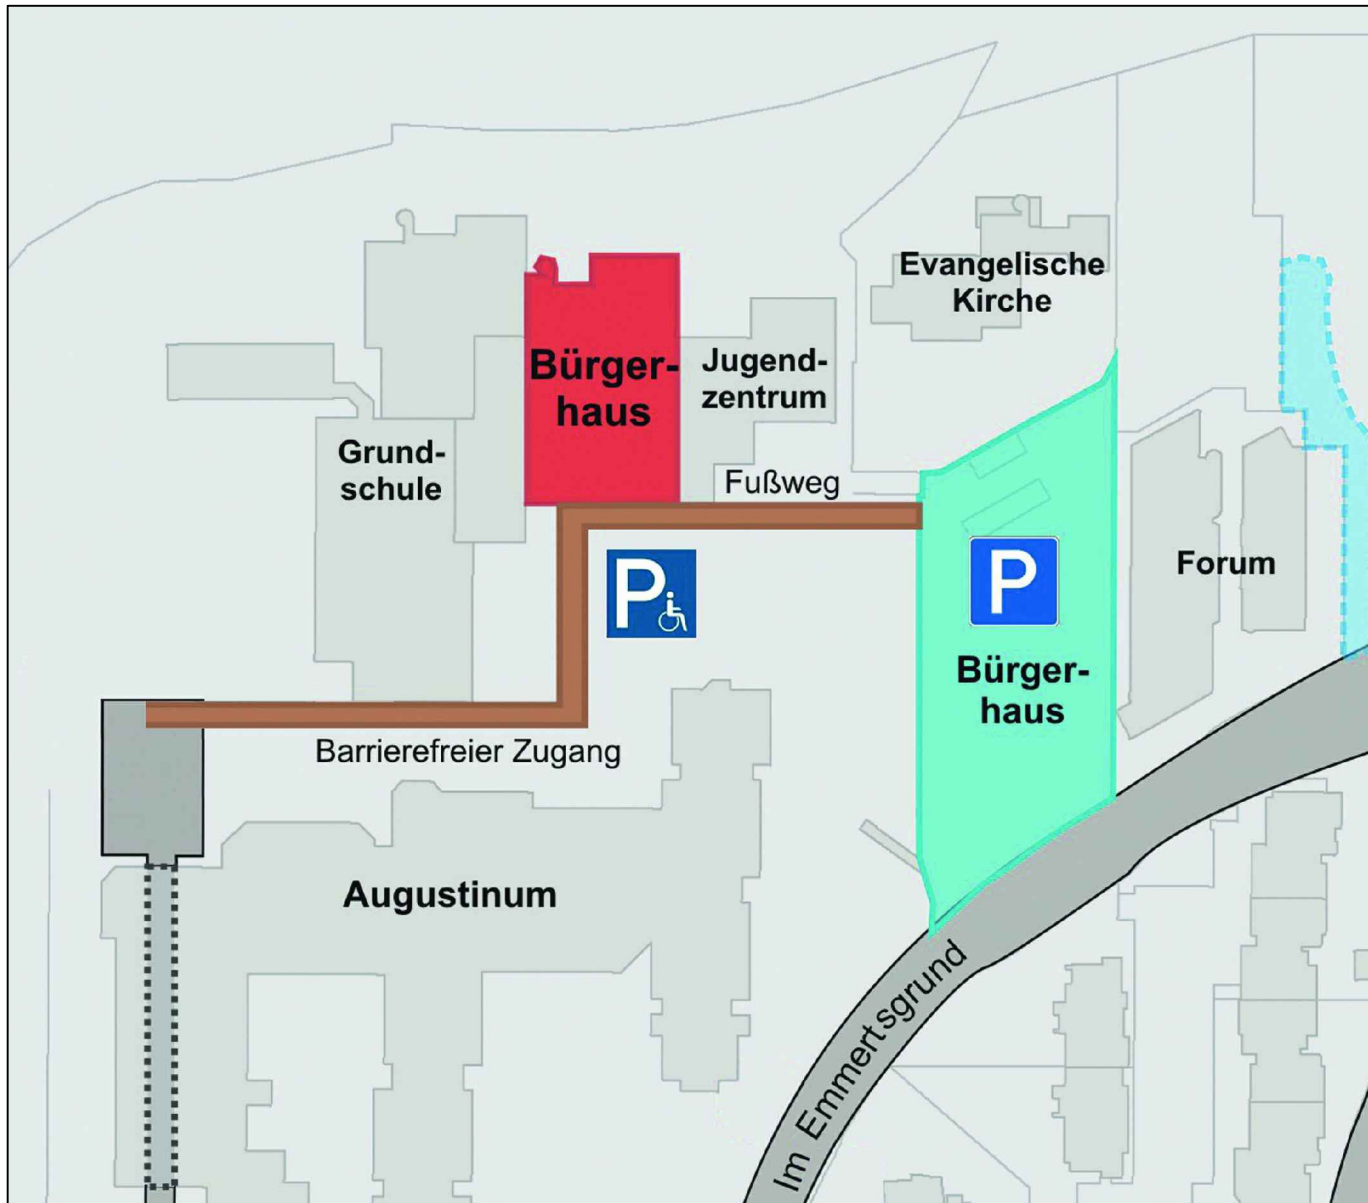 Evangelische
Kirche
Bürger-
haus
Jugend-
zentrum
Grund-
schule
Fußweg
P
P
Forum
Bürger-
haus
Barrierefreier Zugang
Augustinum
Im Emmertsgrund